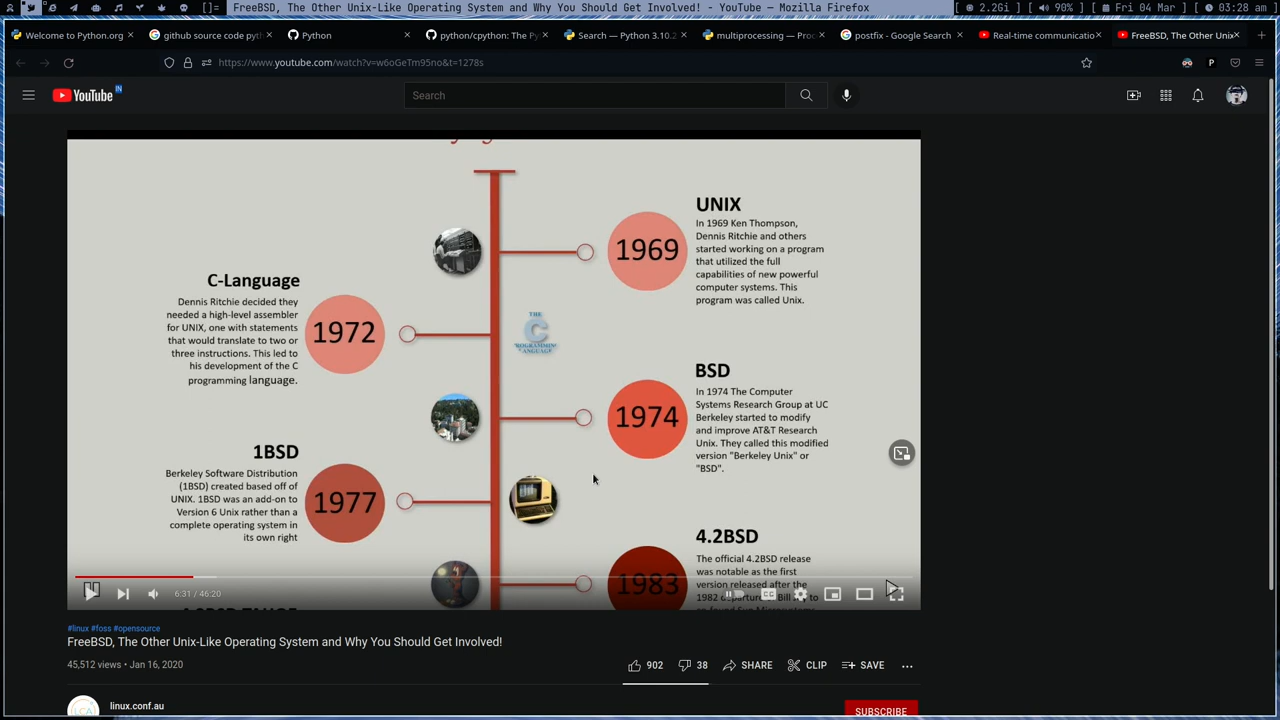 []=
FreeBSD, The Other Unix-Like Operating System and Why You Should Get Involved! - YouTube — Mozilla Firefox
[ 2.2Gi ]
[ 90% ]
[ Fri 04 Mar ]
[ 03:28 am ]
Welcome to Python.org
github source code pyth
Python
python/cpython: The Py
Search — Python 3.10.2
multiprocessing — Proc
postfix - Google Search
Real-time communicatio
FreeBSD, The Other Unix
https://www.youtube.com/watch?v=w6oGeTm95no&t=1278s
YouTube IN
Search
UNIX
1969
In 1969 Ken Thompson,
Dennis Ritchie and others
started working on a program
that utilized the full
capabilities of new powerful
computer systems. This
program was called Unix.
C-Language
Dennis Ritchie decided they
needed a high-level assembler
for UNIX, one with statements
that would translate to two or
three instructions. This led to
his development of the C
programming language.
1972
THE
C
PROGRAMMING
LANGUAGE
BSD
1974
In 1974 The Computer
Systems Research Group at UC
Berkeley started to modify
and improve AT&T Research
Unix. They called this modified
version "Berkeley Unix" or
"BSD".
1BSD
Berkeley Software Distribution
(1BSD) created based off of
UNIX. 1BSD was an add-on to
Version 6 Unix rather than a
complete operating system in
its own right
1977
4.2BSD
1983
The official 4.2BSD release
was notable as the first
version released after the
1982 departure of Bill Joy to
6:31 / 46:20
#linux #foss #opensource
FreeBSD, The Other Unix-Like Operating System and Why You Should Get Involved!
45,512 views • Jan 16, 2020
902
38
SHARE
CLIP
SAVE
LCA
linux.conf.au
SUBSCRIBE